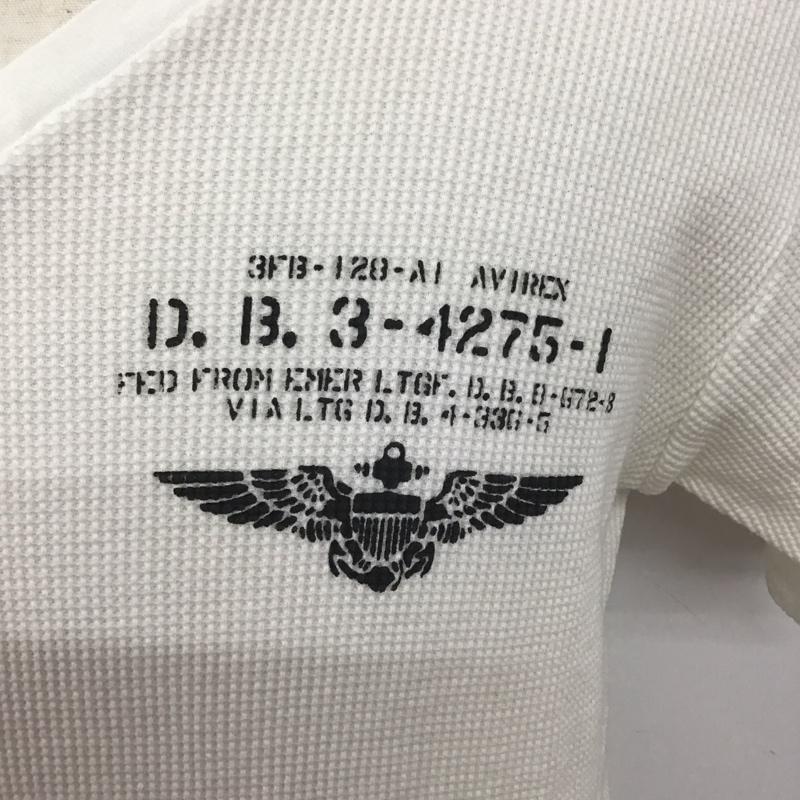 3FB-128-A1 AVIREX
D. B. 3-4275-1
FED FROM EMER LTGF. D. B. 8-672-8
VIA LTG D. B. 4-336-5